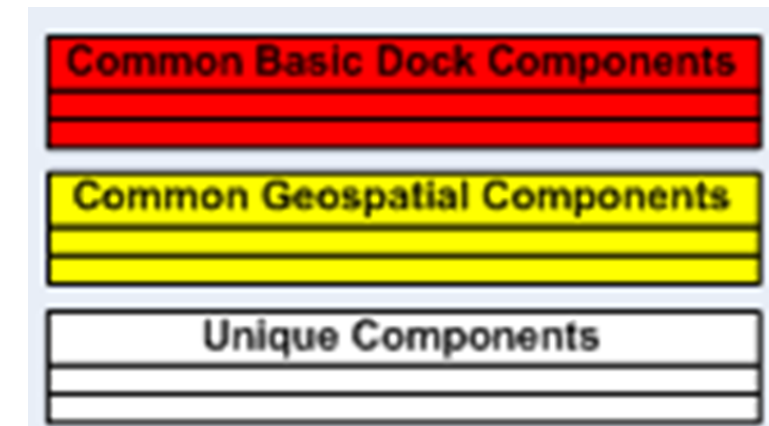 Common Basic Dock Components
Common Geospatial Components
Unique Components